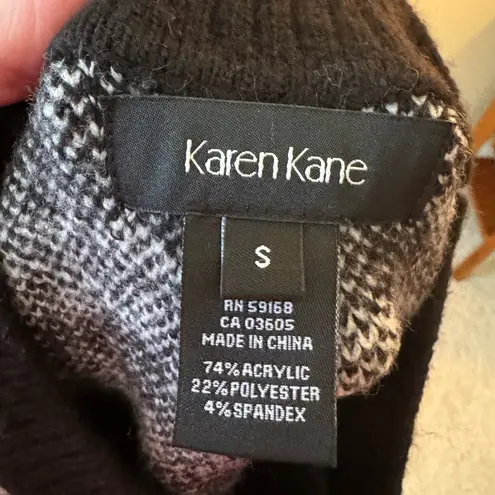 Karen Kane
S
RN 59168
CA 03605
MADE IN CHINA
74% ACRYLIC
22% POLYESTER
4% SPANDEX